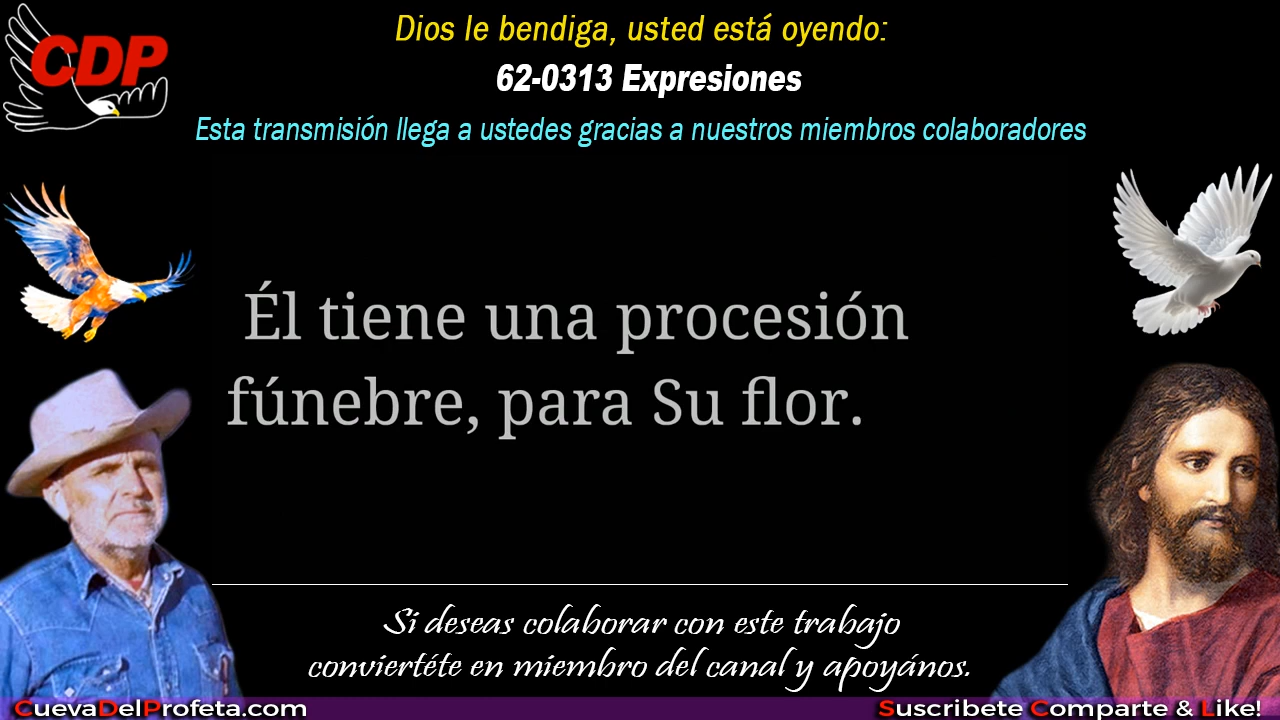 CDP
Dios le bendiga, usted está oyendo:
62-0313 Expresiones
Esta transmisión llega a ustedes gracias a nuestros miembros colaboradores
Él tiene una procesión
fúnebre, para Su flor.
Si deseas colaborar con este trabajo
conviertéte en miembro del canal y apoyános.
CuevaDelProfeta.com
Suscribete Comparte & Like!